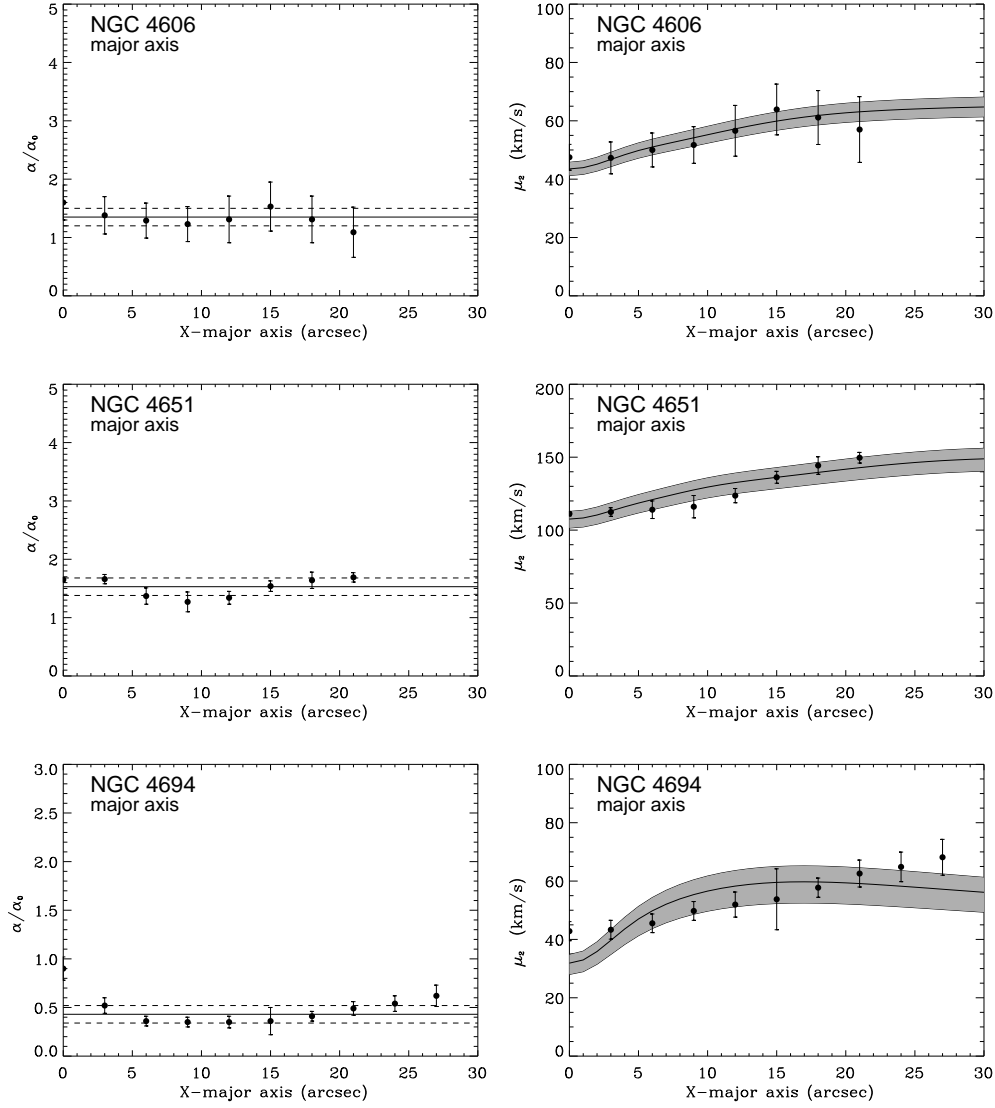 NGC 4606
major axis
α/α₀
5
4
3
2
1
0
0 5 10 15 20 25 30
X-major axis (arcsec)
NGC 4606
major axis
μ₂ (km/s)
100
80
60
40
20
0
0 5 10 15 20 25 30
X-major axis (arcsec)
NGC 4651
major axis
α/α₀
5
4
3
2
1
0
0 5 10 15 20 25 30
X-major axis (arcsec)
NGC 4651
major axis
μ₂ (km/s)
200
150
100
50
0
0 5 10 15 20 25 30
X-major axis (arcsec)
NGC 4694
major axis
α/α₀
3.0
2.5
2.0
1.5
1.0
0.5
0.0
0 5 10 15 20 25 30
X-major axis (arcsec)
NGC 4694
major axis
μ₂ (km/s)
100
80
60
40
20
0
0 5 10 15 20 25 30
X-major axis (arcsec)